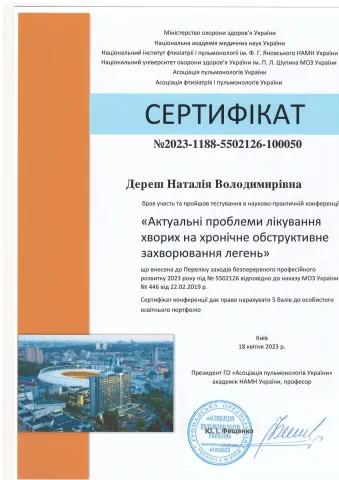 Міністерство охорони здоров'я України
Національна академія медичних наук України
Національний інститут фтизіатрії і пульмонології ім. Ф. Г. Яновського НАМН України
Національний університет охорони здоров'я України ім. П. Л. Шупика МОЗ України
Асоціація пульмонологів України
Асоціація фтизіатрів і пульмонологів України
СЕРТИФІКАТ
№2023-1188-5502126-100050
Дереш Наталія Володимирівна
брав участь та пройшов тестування в науково-практичній конференції
«Актуальні проблеми лікування
хворих на хронічне обструктивне
захворювання легень»
що внесена до Переліку заходів безперервного професійного
розвитку 2023 року під № 5502126 відповідно до наказу МОЗ України
№ 446 від 22.02.2019 р.
Сертифікат конференції дає право нарахувати 5 балів до особистого
освітнього портфоліо
Київ
18 квітня 2023 р.
Президент ГО «Асоціація пульмонологів України»
академік НАМН України, професор
«АСОЦІАЦІЯ
ПУЛЬМОНОЛОГІВ
УКРАЇНИ»
Ю. І. Фещенко